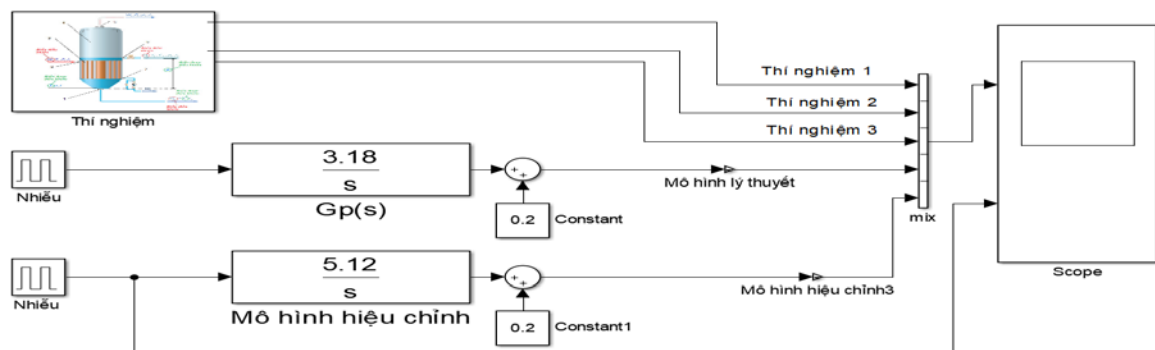 Thí nghiệm
Thí nghiệm 1
Thí nghiệm 2
Thí nghiệm 3
Nhiễu
3.18
s
Gp(s)
+
+
0.2
Constant
Mô hình lý thuyết
mix
Scope
Nhiễu
5.12
s
Mô hình hiệu chỉnh
+
+
0.2
Constant1
Mô hình hiệu chỉnh3